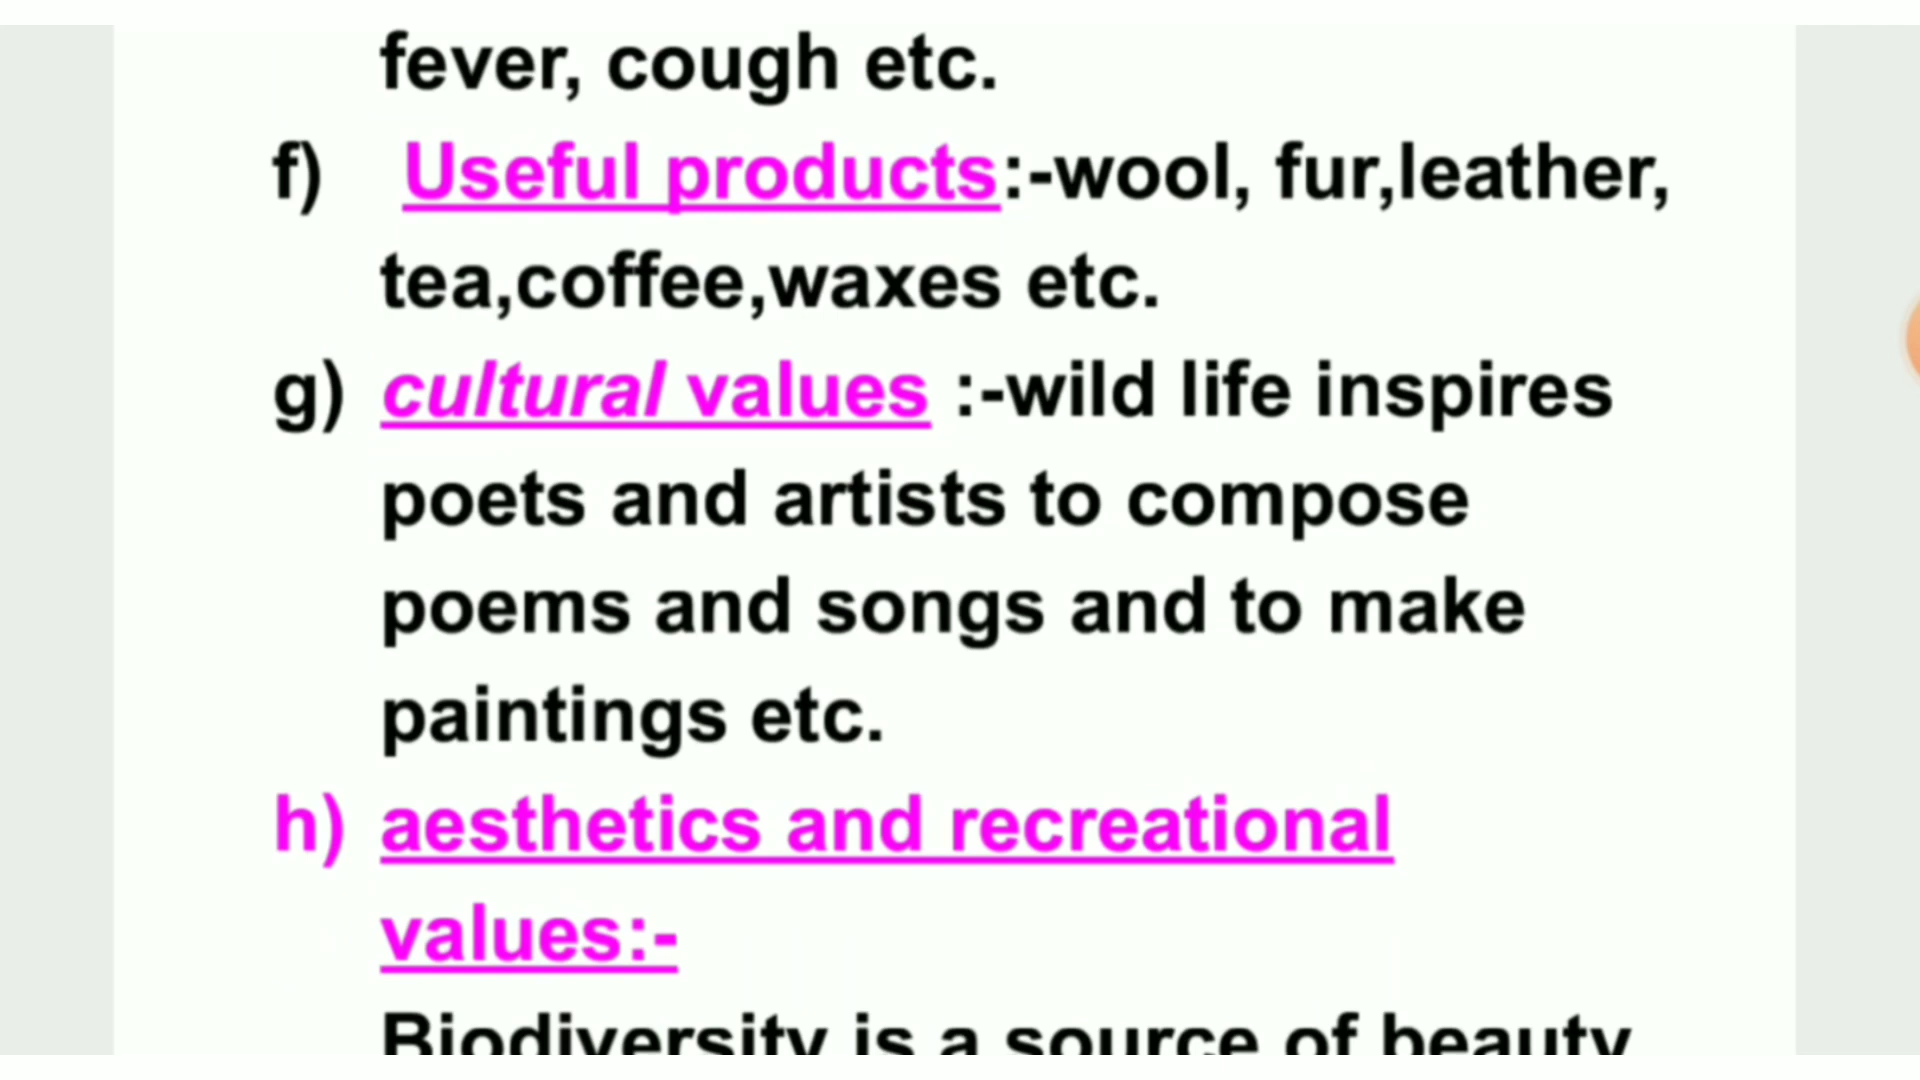 fever, cough etc.
f) Useful products:-wool, fur,leather,
tea,coffee,waxes etc.
g) cultural values :-wild life inspires
poets and artists to compose
poems and songs and to make
paintings etc.
h) aesthetics and recreational
values:-
Biodiversity is a source of beauty